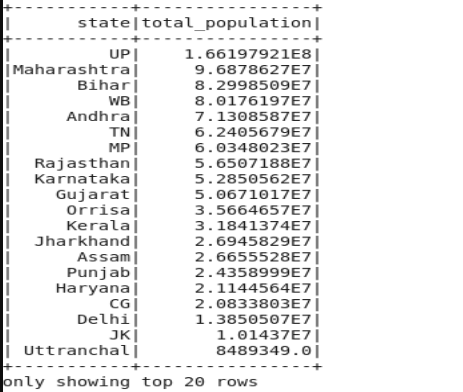 +-----------+----------------+
|      state|total_population|
+-----------+----------------+
|         UP|    1.66197921E8|
|Maharashtra|     9.6878627E7|
|      Bihar|     8.2998509E7|
|         WB|     8.0176197E7|
|     Andhra|     7.1308587E7|
|         TN|     6.2405679E7|
|         MP|     6.0348023E7|
|  Rajasthan|     5.6507188E7|
|  Karnataka|     5.2850562E7|
|    Gujarat|     5.0671017E7|
|     Orrisa|     3.5664657E7|
|     Kerala|     3.1841374E7|
|  Jharkhand|     2.6945829E7|
|      Assam|     2.6655528E7|
|     Punjab|     2.4358999E7|
|    Haryana|     2.1144564E7|
|         CG|     2.0833803E7|
|      Delhi|     1.3850507E7|
|         JK|       1.01437E7|
| Uttranchal|       8489349.0|
+-----------+----------------+
only showing top 20 rows